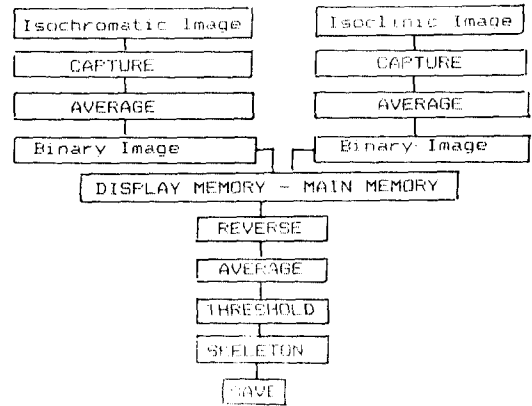 Isochromatic Image
CAPTURE
AVERAGE
Binary Image
Isoclinic Image
CAPTURE
AVERAGE
Binary Image
DISPLAY MEMORY - MAIN MEMORY
REVERSE
AVERAGE
THRESHOLD
SKELETON
SAVE